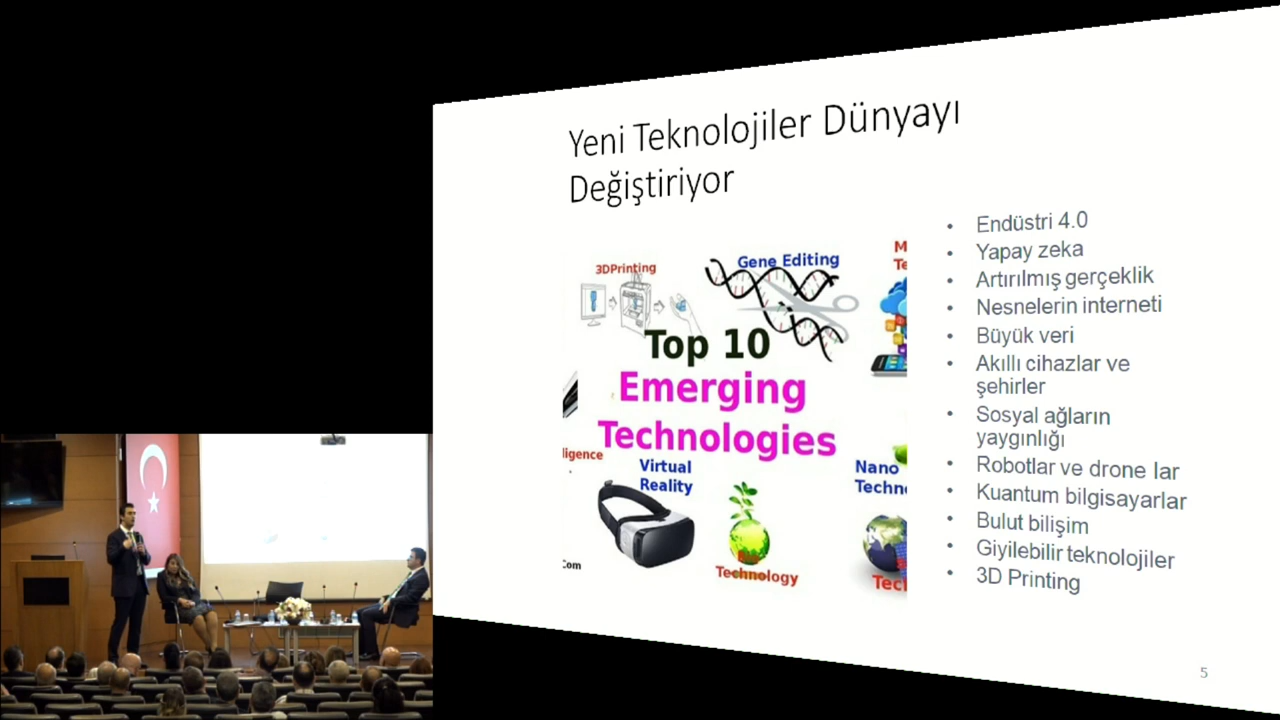 Yeni Teknolojiler Dünyayı
Değiştiriyor
3DPrinting
Gene Editing
M
Te
Top 10
Emerging
Technologies
lligence
Virtual
Reality
Nano
Techn
Com
Technology
Tec
• Endüstri 4.0
• Yapay zeka
• Artırılmış gerçeklik
• Nesnelerin interneti
• Büyük veri
• Akıllı cihazlar ve
şehirler
• Sosyal ağların
yaygınlığı
• Robotlar ve drone lar
• Kuantum bilgisayarlar
• Bulut bilişim
• Giyilebilir teknolojiler
• 3D Printing
5